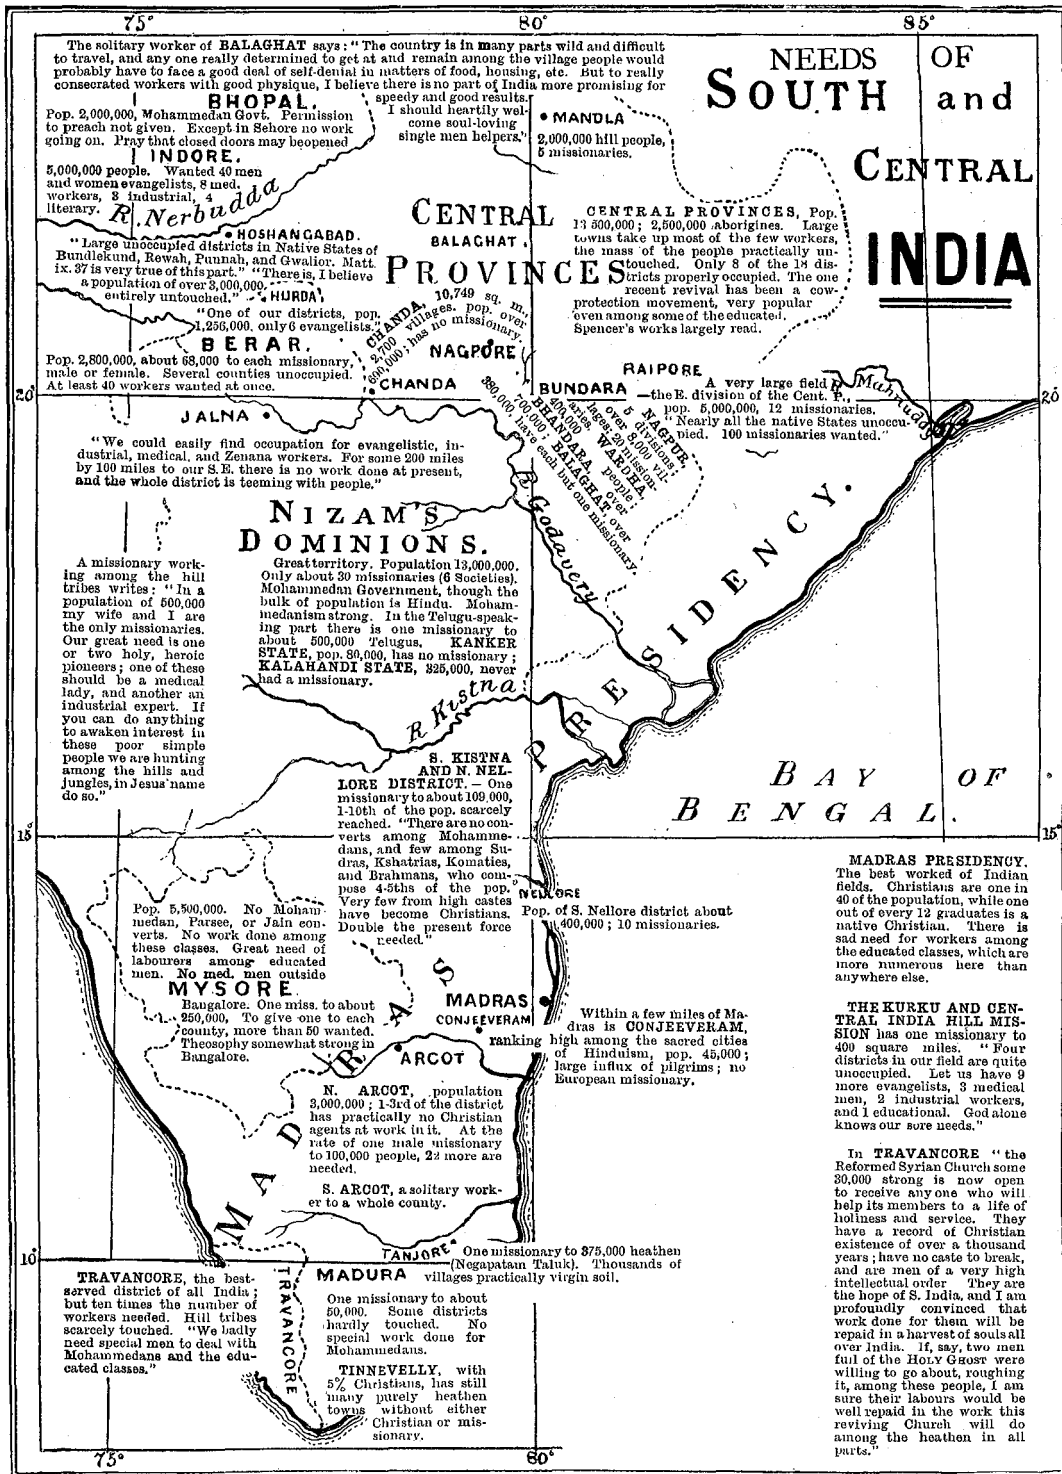 75°
80°
85°
NEEDS OF
SOUTH and
CENTRAL
INDIA
The solitary worker of BALAGHAT says: "The country is in many parts wild and difficult
to travel, and any one really determined to get at and remain among the village people would
probably have to face a good deal of self-denial in matters of food, housing, etc. But to really
consecrated workers with good physique, I believe there is no part of India more promising for
speedy and good results.
I should heartily wel-
come soul-loving
single men helpers."
BHOPAL.
Pop. 2,000,000, Mohammedan Govt. Permission
to preach not given. Except in Sehore no work
going on. Pray that closed doors may beopened
INDORE.
5,000,000 people. Wanted 40 men
and women evangelists, 8 med.
workers, 3 industrial, 4
literary.
R. Nerbudda
MANDLA
2,000,000 hill people,
5 missionaries.
HOSHANGABAD.
"Large unoccupied districts in Native States of
Bundlekund, Rewah, Punnah, and Gwalior. Matt.
ix. 37 is very true of this part." "There is, I believe
a population of over 3,000,000,
entirely untouched."
HURDA
"One of our districts, pop.
1,256,000, only 6 evangelists."
CENTRAL
BALAGHAT.
PROVINCES
CENTRAL PROVINCES, Pop.
13 500,000; 2,500,000 aborigines. Large
towns take up most of the few workers,
the mass of the people practically un-
touched. Only 8 of the 18 dis-
tricts properly occupied. The one
recent revival has been a cow-
protection movement, very popular
even among some of the educated.
Spencer's works largely read.
BERAR.
Pop. 2,800,000, about 68,000 to each missionary,
male or female. Several counties unoccupied.
At least 40 workers wanted at once.
CHANDA, 10,749 sq. m.,
2,700 villages. pop. over
600,000; has no missionary.
NAGPORE
CHANDA
BUNDARA
RAIPORE
A very large field
—the E. division of the Cent. P.,
pop. 5,000,000, 12 missionaries.
"Nearly all the native States unoccu-
pied. 100 missionaries wanted."
R. Mahnuddy
20°
20°
NAGPUR,
5 divisions,
over 8,000 vil-
lages, 20 mission-
aries. WARDHA,
400,000 people;
BHANDARA, over
700,000; BALAGHAT, over
380,000, have each but one missionary.
JALNA
"We could easily find occupation for evangelistic, in-
dustrial, medical, and Zenana workers. For some 200 miles
by 100 miles to our S.E. there is no work done at present,
and the whole district is teeming with people."
R Godavery
NIZAM'S
DOMINIONS.
Great territory. Population 13,000,000.
Only about 30 missionaries (6 Societies).
Mohammedan Government, though the
bulk of population is Hindu. Moham-
medanism strong. In the Telugu-speak-
ing part there is one missionary to
about 500,000 Telugus. KANKER
STATE, pop. 80,000, has no missionary;
KALAHANDI STATE, 325,000, never
had a missionary.
A missionary work-
ing among the hill
tribes writes: "In a
population of 500,000
my wife and I are
the only missionaries.
Our great need is one
or two holy, heroic
pioneers; one of these
should be a medical
lady, and another an
industrial expert. If
you can do anything
to awaken interest in
these poor simple
people we are hunting
among the hills and
jungles, in Jesus' name
do so."
R Kistna
MADRAS PRESIDENCY.
BAY OF
BENGAL.
S. KISTNA
AND N. NEL-
LORE DISTRICT.—One
missionary to about 109,000,
1-10th of the pop. scarcely
reached. "There are no con-
verts among Mohamme-
dans, and few among Su-
dras, Kshatrias, Komaties,
and Brahmans, who com-
pose 4-5ths of the pop.
Very few from high castes
have become Christians.
Double the present force
needed."
15°
15°
NELLORE
Pop. of S. Nellore district about
400,000; 10 missionaries.
Pop. 5,500,000. No Moham-
medan, Parsee, or Jain con-
verts. No work done among
these classes. Great need of
labourers among educated
men. No med. men outside
MYSORE
Bangalore. One miss. to about
250,000, To give one to each
county, more than 50 wanted.
Theosophy somewhat strong in
Bangalore.
MADRAS
CONJEEVERAM
Within a few miles of Ma-
dras is CONJEEVERAM,
ranking high among the sacred cities
of Hinduism, pop. 45,000;
large influx of pilgrims; no
European missionary.
ARCOT
N. ARCOT, population
3,000,000; 1-3rd of the district
has practically no Christian
agents at work in it. At the
rate of one male missionary
to 100,000 people, 22 more are
needed.
S. ARCOT, a solitary work-
er to a whole county.
10°
TANJORE
One missionary to 375,000 heathen
(Negapatam Taluk). Thousands of
villages practically virgin soil.
TRAVANCORE, the best-
served district of all India;
but ten times the number of
workers needed. Hill tribes
scarcely touched. "We badly
need special men to deal with
Mohammedans and the edu-
cated classes."
TRAVANCORE
MADURA
One missionary to about
50,000. Some districts
hardly touched. No
special work done for
Mohammedans.
TINNEVELLY, with
5% Christians, has still
many purely heathen
towns without either
Christian or mis-
sionary.
MADRAS PRESIDENCY.
The best worked of Indian
fields. Christians are one in
40 of the population, while one
out of every 12 graduates is a
native Christian. There is
sad need for workers among
the educated classes, which are
more numerous here than
anywhere else.
THE KURKU AND CEN-
TRAL INDIA HILL MIS-
SION has one missionary to
400 square miles. "Four
districts in our field are quite
unoccupied. Let us have 9
more evangelists, 3 medical
men, 2 industrial workers,
and 1 educational. God alone
knows our sore needs."
In TRAVANCORE "the
Reformed Syrian Church some
30,000 strong is now open
to receive any one who will
help its members to a life of
holiness and service. They
have a record of Christian
existence of over a thousand
years; have no caste to break,
and are men of a very high
intellectual order They are
the hope of S. India, and I am
profoundly convinced that
work done for them will be
repaid in a harvest of souls all
over India. If, say, two men
full of the HOLY GHOST were
willing to go about, roughing
it, among these people, I am
sure their labours would be
well repaid in the work this
reviving Church will do
among the heathen in all
parts."
75°
80°